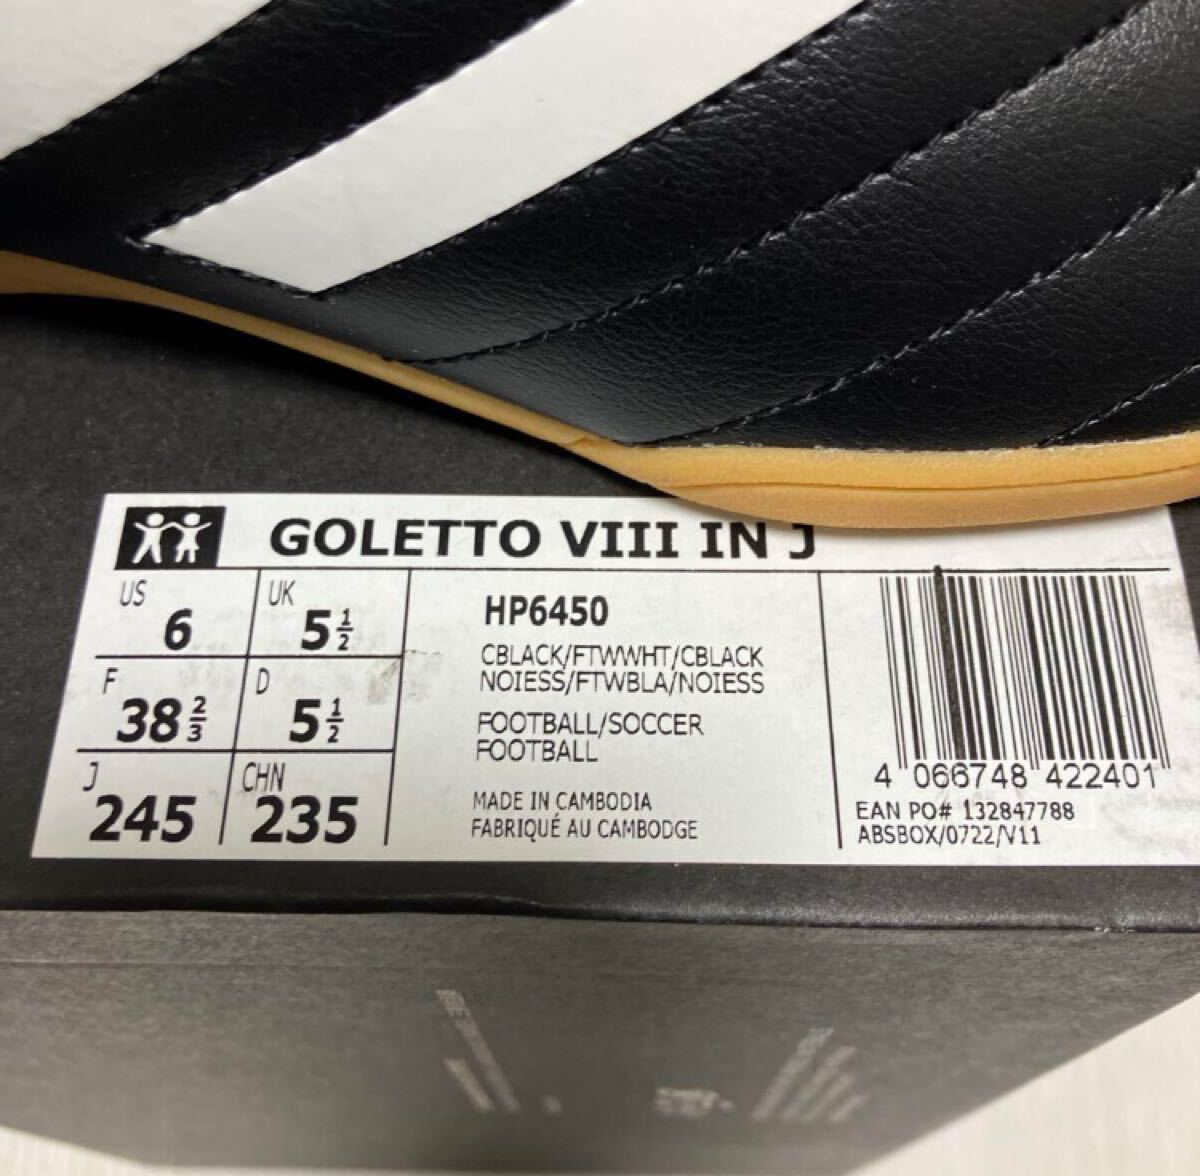 GOLETTO VIII IN J
US 6
UK 5 1/2
F 38 2/3
D 5 1/2
J 245
CHN 235
HP6450
CBLACK/FTWWHT/CBLACK
NOIESS/FTWBLA/NOIESS
FOOTBALL/SOCCER
FOOTBALL
MADE IN CAMBODIA
FABRIQUÉ AU CAMBODGE
4 066748 422401
EAN PO# 132847788
ABSBOX/0722/V11